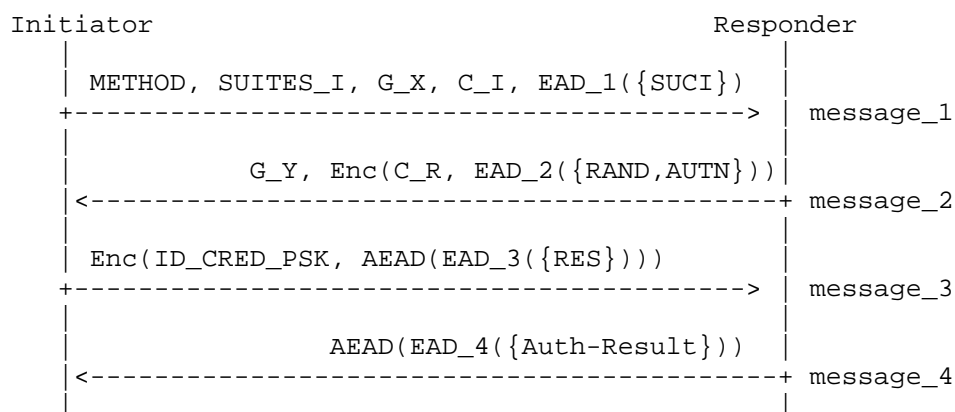 Initiator Responder
METHOD, SUITES_I, G_X, C_I, EAD_1({SUCI})
message_1
G_Y, Enc(C_R, EAD_2({RAND,AUTN}))
message_2
Enc(ID_CRED_PSK, AEAD(EAD_3({RES})))
message_3
AEAD(EAD_4({Auth-Result}))
message_4